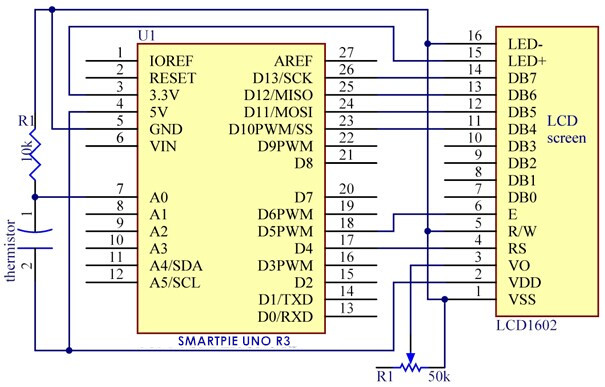 U1
1 IOREF
2 RESET
3 3.3V
4 5V
5 GND
6 VIN
7 A0
8 A1
9 A2
10 A3
11 A4/SDA
12 A5/SCL
AREF 27
D13/SCK 26
D12/MISO 25
D11/MOSI 24
D10PWM/SS 23
D9PWM 22
D8 21
D7 20
D6PWM 19
D5PWM 18
D4 17
D3PWM 16
D2 15
D1/TXD 14
D0/RXD 13
SMARTPIE UNO R3
R1
10k
1
thermistor
2
16 LED-
15 LED+
14 DB7
13 DB6
12 DB5
11 DB4
10 DB3
9 DB2
8 DB1
7 DB0
6 E
5 R/W
4 RS
3 VO
2 VDD
1 VSS
LCD
screen
LCD1602
R1 50k